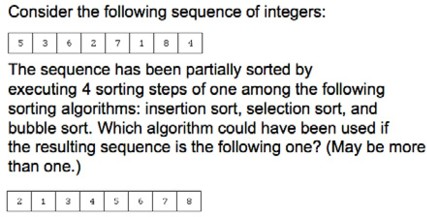 Consider the following sequence of integers:
5 3 6 2 7 1 8 4
The sequence has been partially sorted by
executing 4 sorting steps of one among the following
sorting algorithms: insertion sort, selection sort, and
bubble sort. Which algorithm could have been used if
the resulting sequence is the following one? (May be more
than one.)
2 1 3 4 5 6 7 8